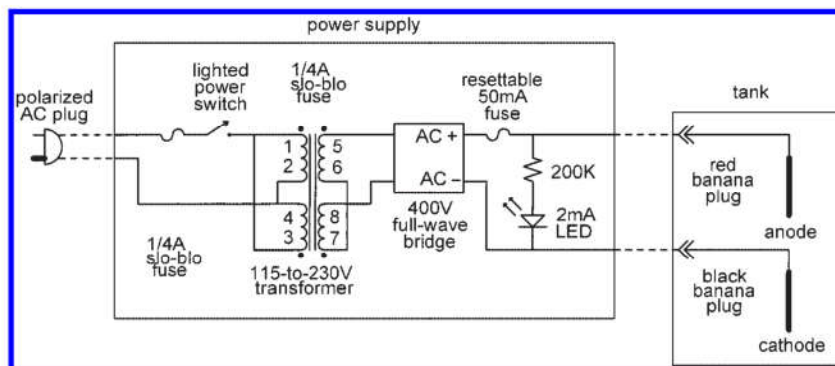 power supply
polarized
AC plug
lighted
power
switch
1/4A
slo-blo
fuse
resettable
50mA
fuse
tank
1
2
4
3
5
6
8
7
AC +
AC –
400V
full-wave
bridge
200K
2mA
LED
1/4A
slo-blo
fuse
115-to-230V
transformer
red
banana
plug
anode
black
banana
plug
cathode